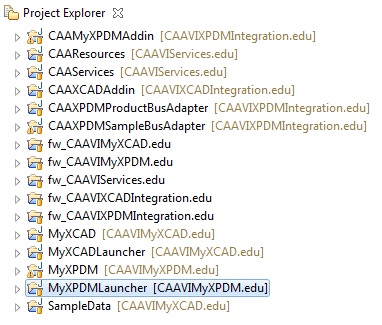 Project Explorer
CAAMyXPDMAddin [CAAVIXPDMIntegration.edu]
CAAResources [CAAVIServices.edu]
CAAServices [CAAVIServices.edu]
CAAXCADAddin [CAAVIXCADIntegration.edu]
CAAXPDMProductBusAdapter [CAAVIXPDMIntegration.edu]
CAAXPDMSampleBusAdapter [CAAVIXPDMIntegration.edu]
fw_CAAVIMyXCAD.edu
fw_CAAVIMyXPDM.edu
fw_CAAVIServices.edu
fw_CAAVIXCADIntegration.edu
fw_CAAVIXPDMIntegration.edu
MyXCAD [CAAVIMyXCAD.edu]
MyXCADLauncher [CAAVIMyXCAD.edu]
MyXPDM [CAAVIMyXPDM.edu]
MyXPDMLauncher [CAAVIMyXPDM.edu]
SampleData [CAAVIMyXCAD.edu]